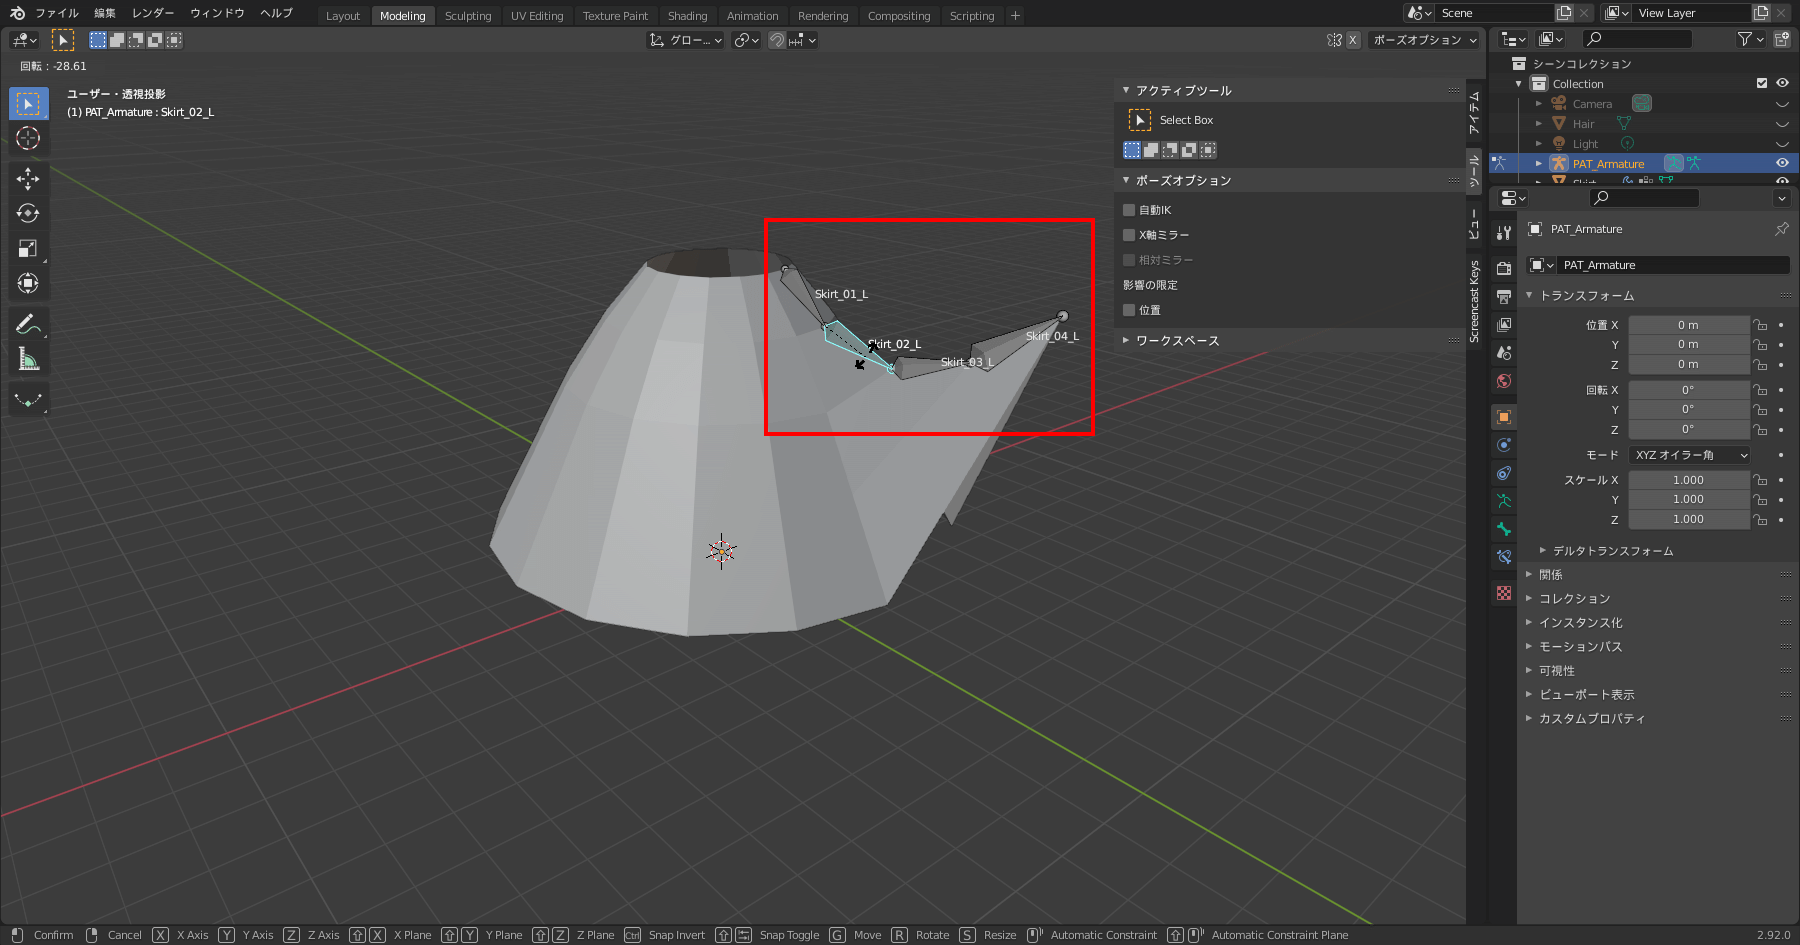 ファイル 編集 レンダー ウィンドウ ヘルプ Layout Modeling Sculpting UV Editing Texture Paint Shading Animation Rendering Compositing Scripting + Scene View Layer
グロー... X ポーズオプション
回転：-28.61
ユーザー・透視投影
(1) PAT_Armature : Skirt_02_L
Skirt_01_L
Skirt_02_L
Skirt_03_L
Skirt_04_L
アクティブツール
Select Box
ポーズオプション
自動IK
X軸ミラー
相対ミラー
影響の限定
位置
ワークスペース
アイテム
ツール
ビュー
Screencast Keys
シーンコレクション
Collection
Camera
Hair
Light
PAT_Armature
PAT_Armature
PAT_Armature
トランスフォーム
位置 X 0 m
Y 0 m
Z 0 m
回転 X 0°
Y 0°
Z 0°
モード XYZ オイラー角
スケール X 1.000
Y 1.000
Z 1.000
デルタトランスフォーム
関係
コレクション
インスタンス化
モーションパス
可視性
ビューポート表示
カスタムプロパティ
Confirm Cancel X X Axis Y Y Axis Z Z Axis X X Plane Y Y Plane Z Z Plane Ctrl Snap Invert Snap Toggle G Move R Rotate S Resize Automatic Constraint Automatic Constraint Plane 2.92.0